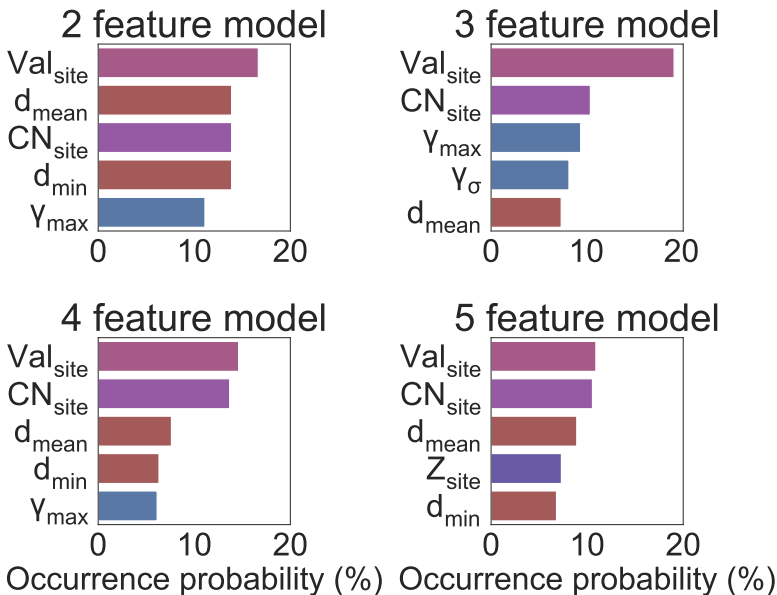 2 feature model
Val_site
d_mean
CN_site
d_min
γ_max
0 10 20
3 feature model
Val_site
CN_site
γ_max
γ_σ
d_mean
0 10 20
4 feature model
Val_site
CN_site
d_mean
d_min
γ_max
0 10 20
Occurrence probability (%)
5 feature model
Val_site
CN_site
d_mean
Z_site
d_min
0 10 20
Occurrence probability (%)